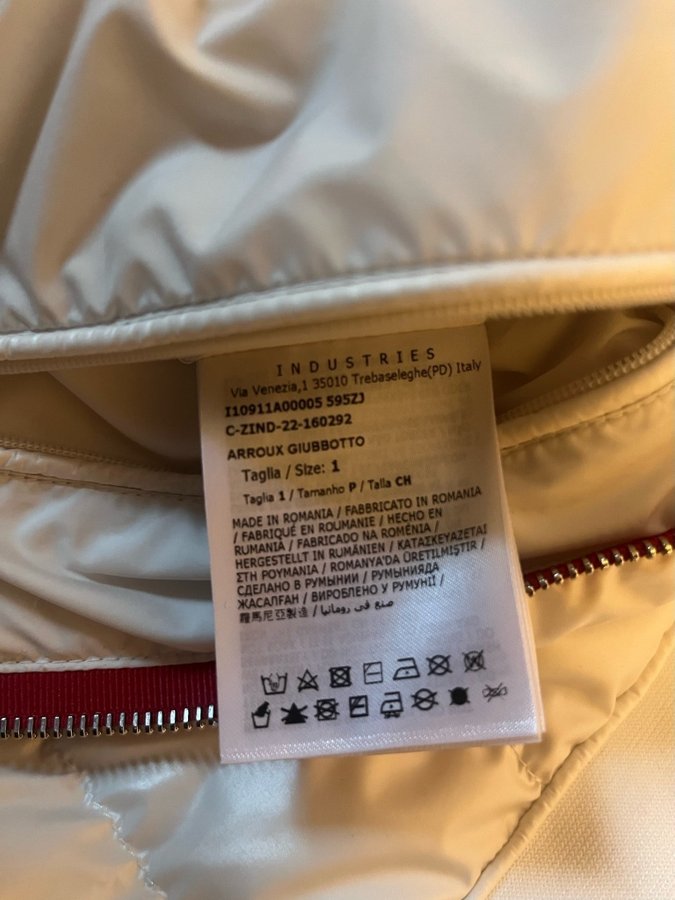 INDUSTRIES
Via Venezia,1 35010 Trebaseleghe(PD) Italy
I10911A00005 595ZJ
C-ZIND-22-160292
ARROUX GIUBBOTTO
Taglia / Size: 1
Taglia 1 / Tamanho P / Talla CH
MADE IN ROMANIA / FABBRICATO IN ROMANIA
/ FABRIQUÉ EN ROUMANIE / HECHO EN
RUMANIA / FABRICADO NA ROMÉNIA /
HERGESTELLT IN RUMÄNIEN / ΚΑΤΑΣΚΕΥΑΖΕΤΑΙ
ΣΤΗ ΡΟΥΜΑΝΙΑ / ROMANYA'DA ÜRETİLMIŞTIR /
СДЕЛАНО В РУМЫНИИ / РУМЫНИЯДА
ЖАСАЛҒАН / ВИРОБЛЕНО У РУМУНІЇ /
羅馬尼亞製造 / صنع في رومانيا /